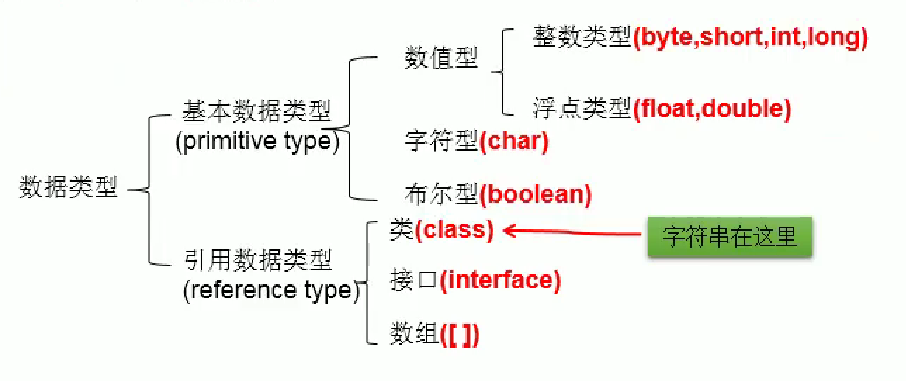 整数类型(byte,short,int,long)
数值型
浮点类型(float,double)
基本数据类型
(primitive type)
字符型(char)
布尔型(boolean)
数据类型
类(class)
字符串在这里
引用数据类型
(reference type)
接口(interface)
数组([ ])